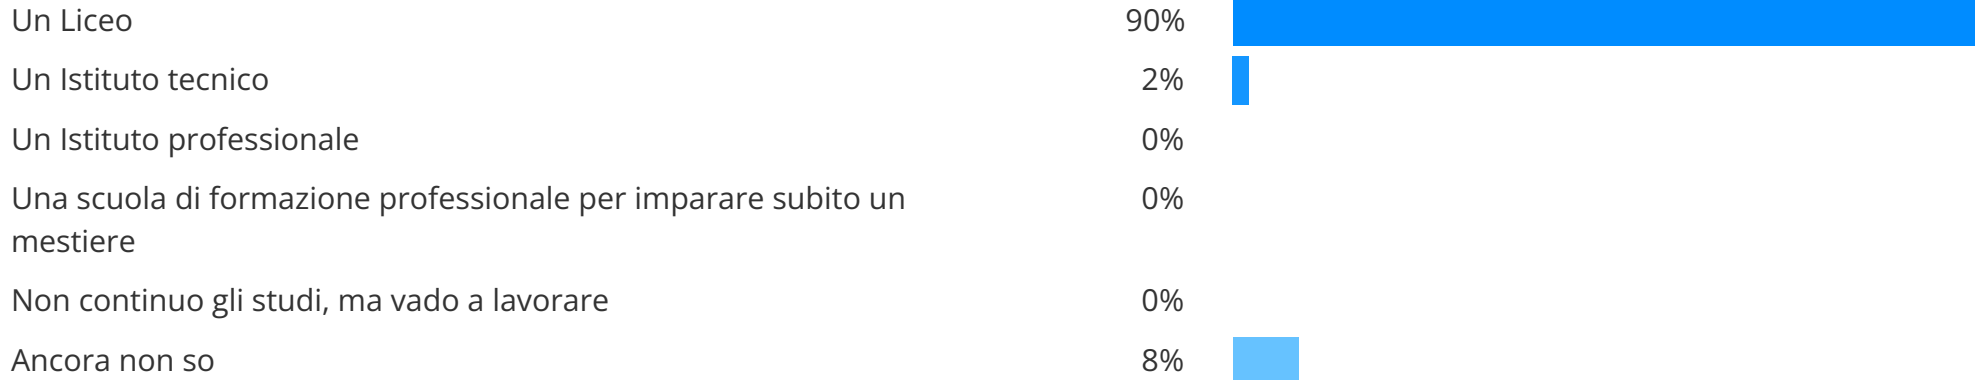 Un Liceo 90%
Un Istituto tecnico 2%
Un Istituto professionale 0%
Una scuola di formazione professionale per imparare subito un 0%
mestiere
Non continuo gli studi, ma vado a lavorare 0%
Ancora non so 8%